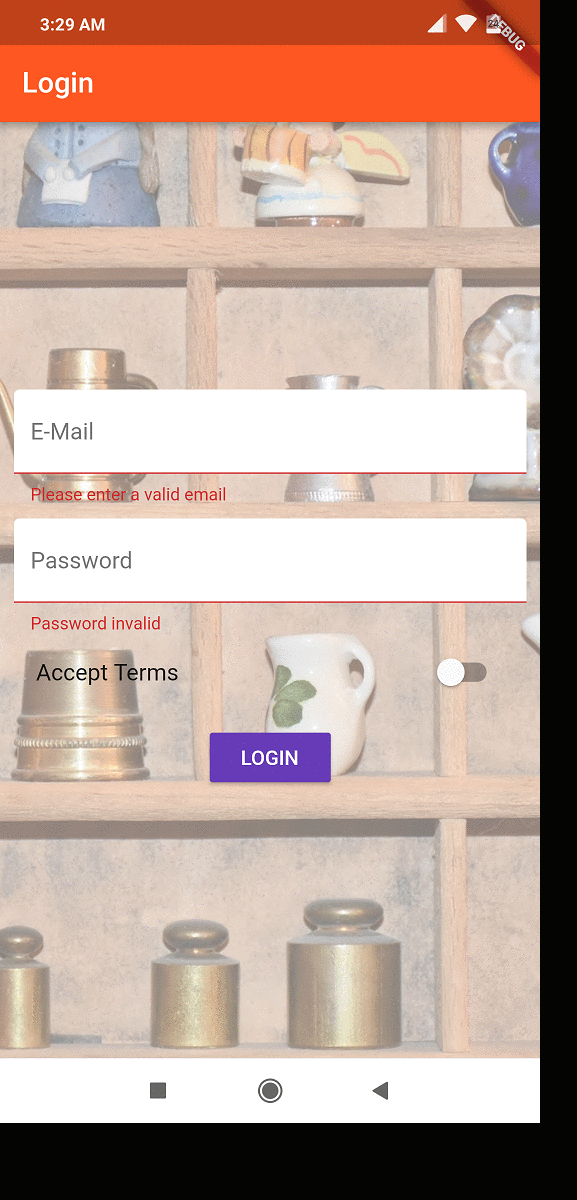 3:29 AM
DEBUG
Login
E-Mail
Please enter a valid email
Password
Password invalid
Accept Terms
LOGIN